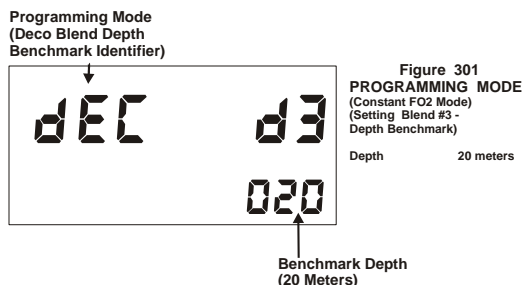 Programming Mode
(Deco Blend Depth
Benchmark Identifier)
dEC d3
020
Benchmark Depth
(20 Meters)
Figure 301
PROGRAMMING MODE
(Constant FO2 Mode)
(Setting Blend #3 -
Depth Benchmark)
Depth 20 meters